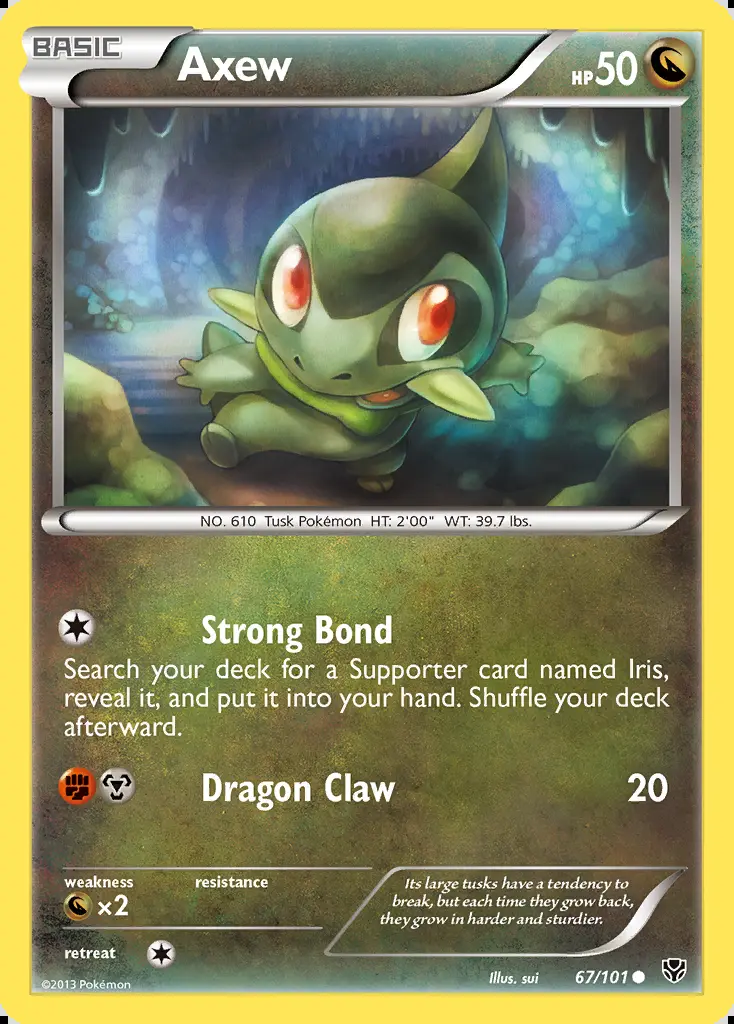 BASIC
Axew
HP50
NO. 610 Tusk Pokémon HT: 2'00" WT: 39.7 lbs.
Strong Bond
Search your deck for a Supporter card named Iris,
reveal it, and put it into your hand. Shuffle your deck
afterward.
Dragon Claw 20
weakness resistance
×2
Its large tusks have a tendency to
break, but each time they grow back,
they grow in harder and sturdier.
retreat
Illus. sui 67/101
©2013 Pokémon